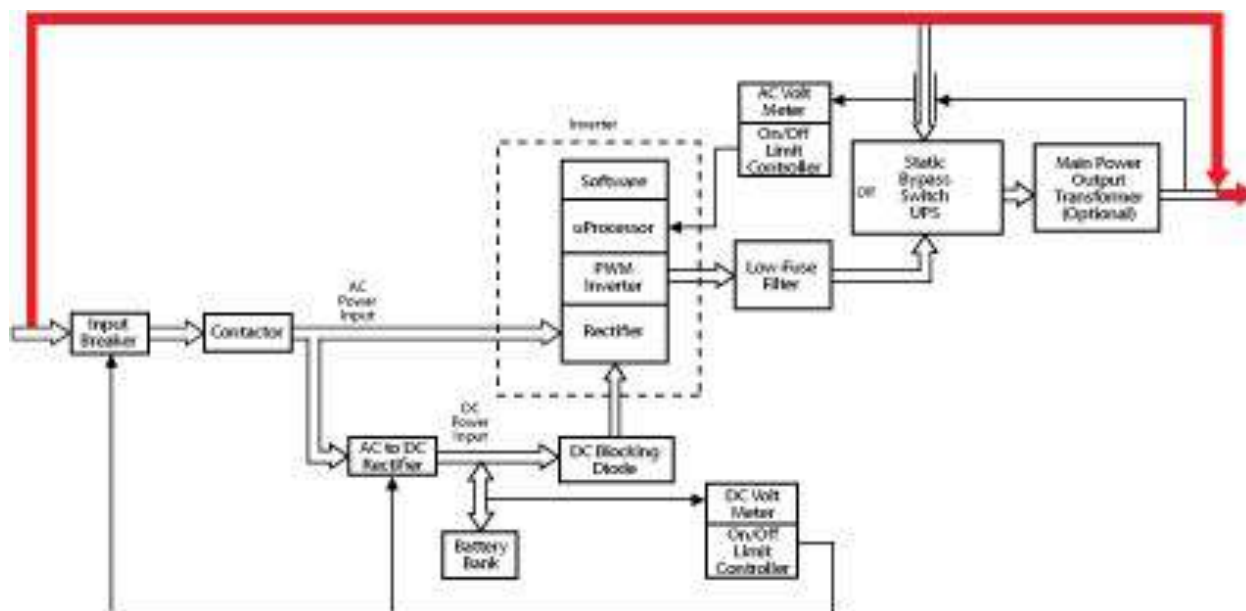 Inverter
AC Volt
Meter
On/Off
Limit
Controller
Software
uProcessor
PWM
Inverter
Rectifier
Off
Static
Bypass
Switch
UPS
Main Power
Output
Transformer
(Optional)
Low-Fuse
Filter
AC
Power
Input
Input
Breaker
Contactor
DC
Power
Input
AC to DC
Rectifier
DC Blocking
Diode
Battery
Bank
DC Volt
Meter
On/Off
Limit
Controller